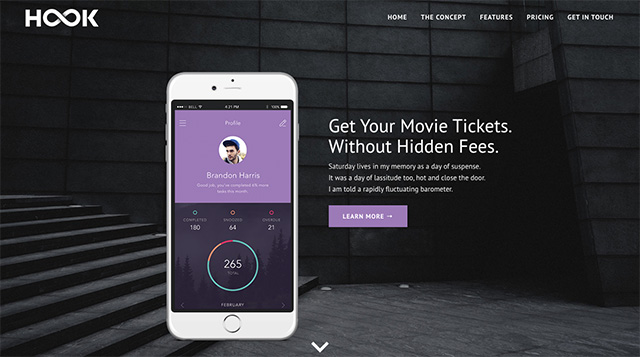 HOOK
HOME THE CONCEPT FEATURES PRICING GET IN TOUCH
BELL 4:21 PM 100%
Profile
Brandon Harris
Good job, you've completed 6% more
tasks this month.
COMPLETED SNOOZED OVERDUE
180 64 21
265
TOTAL
FEBRUARY
Get Your Movie Tickets.
Without Hidden Fees.
Saturday lives in my memory as a day of suspense.
It was a day of lassitude too, hot and close the door.
I am told a rapidly fluctuating barometer.
LEARN MORE →